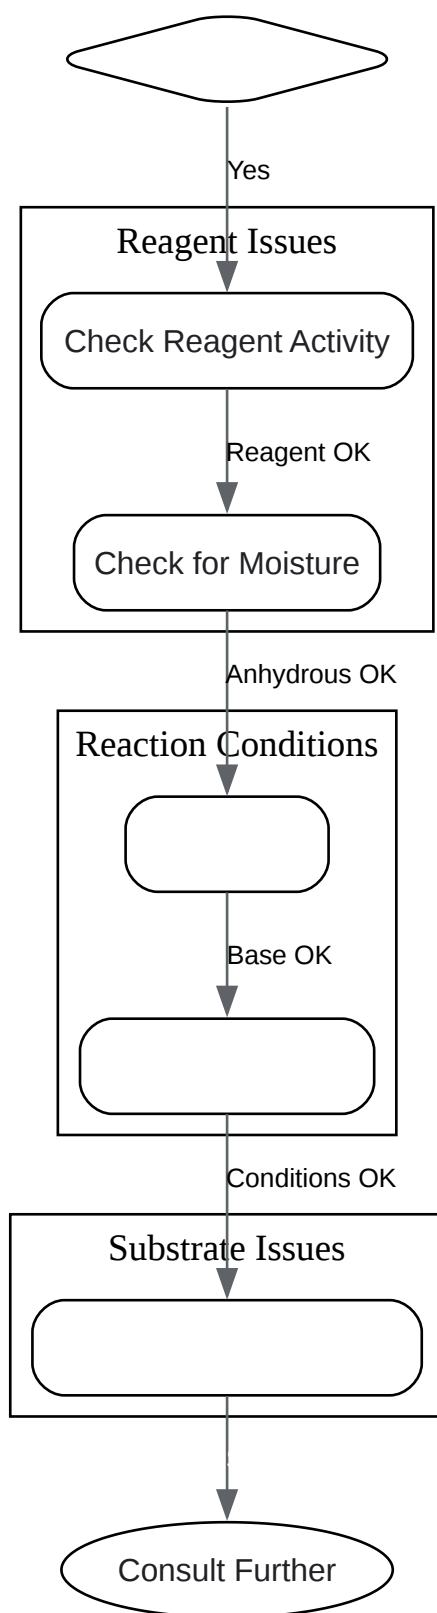 Yes
Reagent Issues
Check Reagent Activity
Reagent OK
Check for Moisture
Anhydrous OK
Reaction Conditions
Base OK
Conditions OK
Substrate Issues
Consult Further